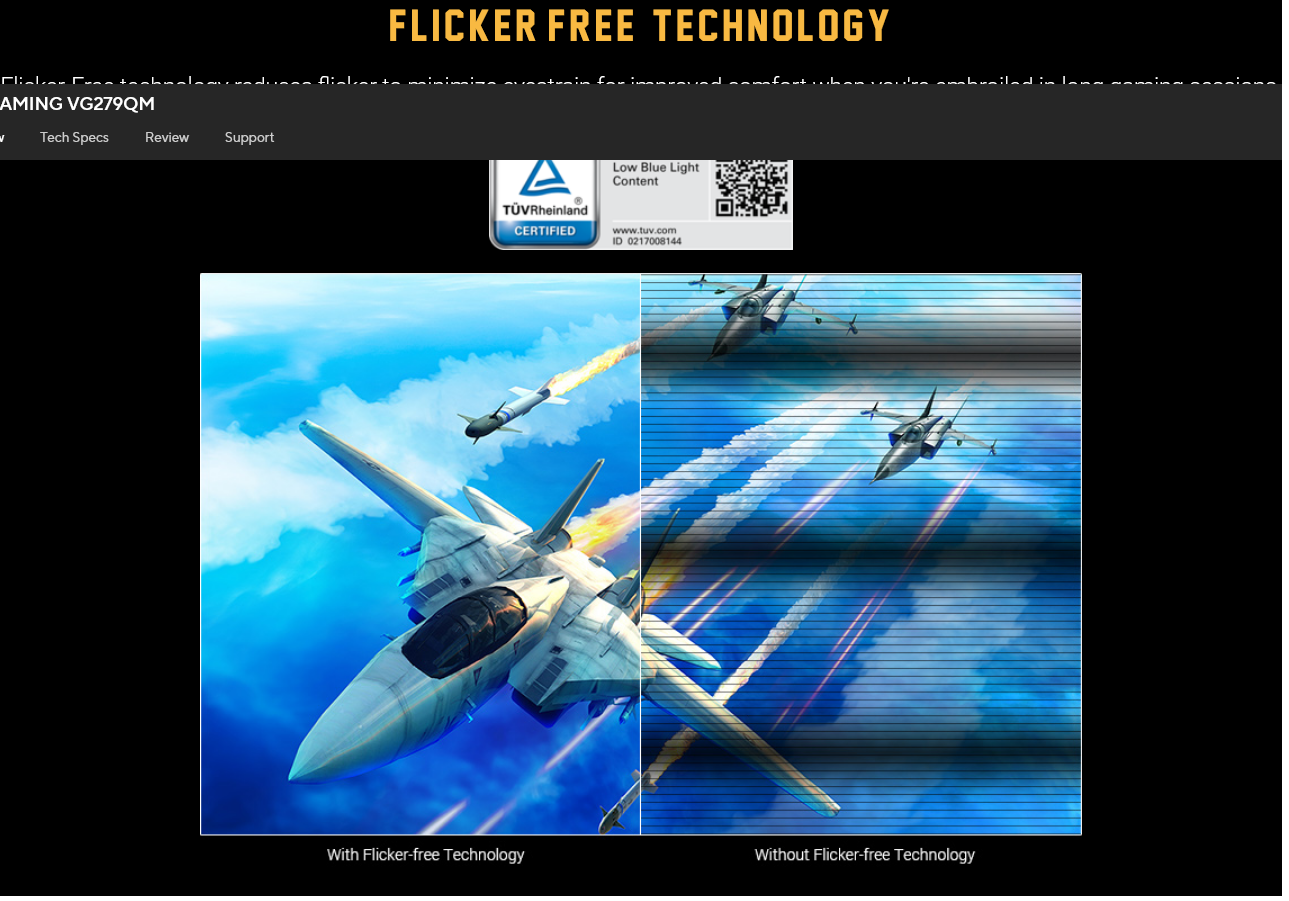 FLICKER FREE TECHNOLOGY
Flicker Free technology reduces flicker to minimize eyestrain for improved comfort when you're embroiled in long gaming sessions
AMING VG279QM
w
Tech Specs
Review
Support
Low Blue Light
Content
TÜVRheinland
®
CERTIFIED
www.tuv.com
ID 0217008144
With Flicker-free Technology
Without Flicker-free Technology